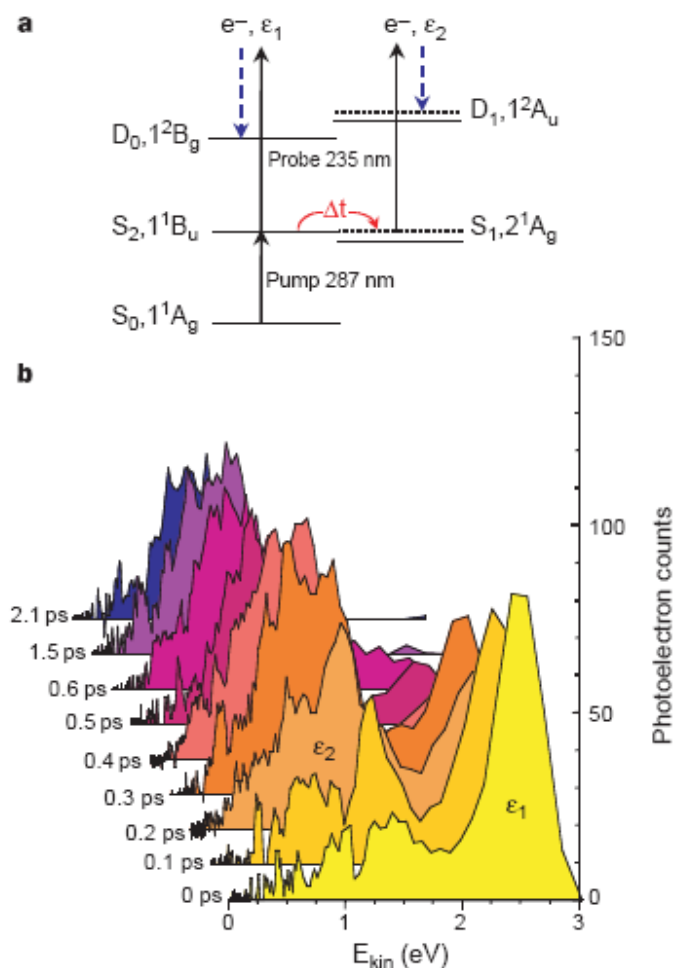 a
e⁻, ε₁ e⁻, ε₂
D₀,1²B_g D₁,1²A_u
Probe 235 nm
S₂,1¹B_u Δt S₁,2¹A_g
Pump 287 nm
S₀,1¹A_g
b
150
100
50
0
Photoelectron counts
2.1 ps
1.5 ps
0.6 ps
0.5 ps
0.4 ps
0.3 ps
0.2 ps
0.1 ps
0 ps
ε₂
ε₁
0 1 2 3
E_kin (eV)